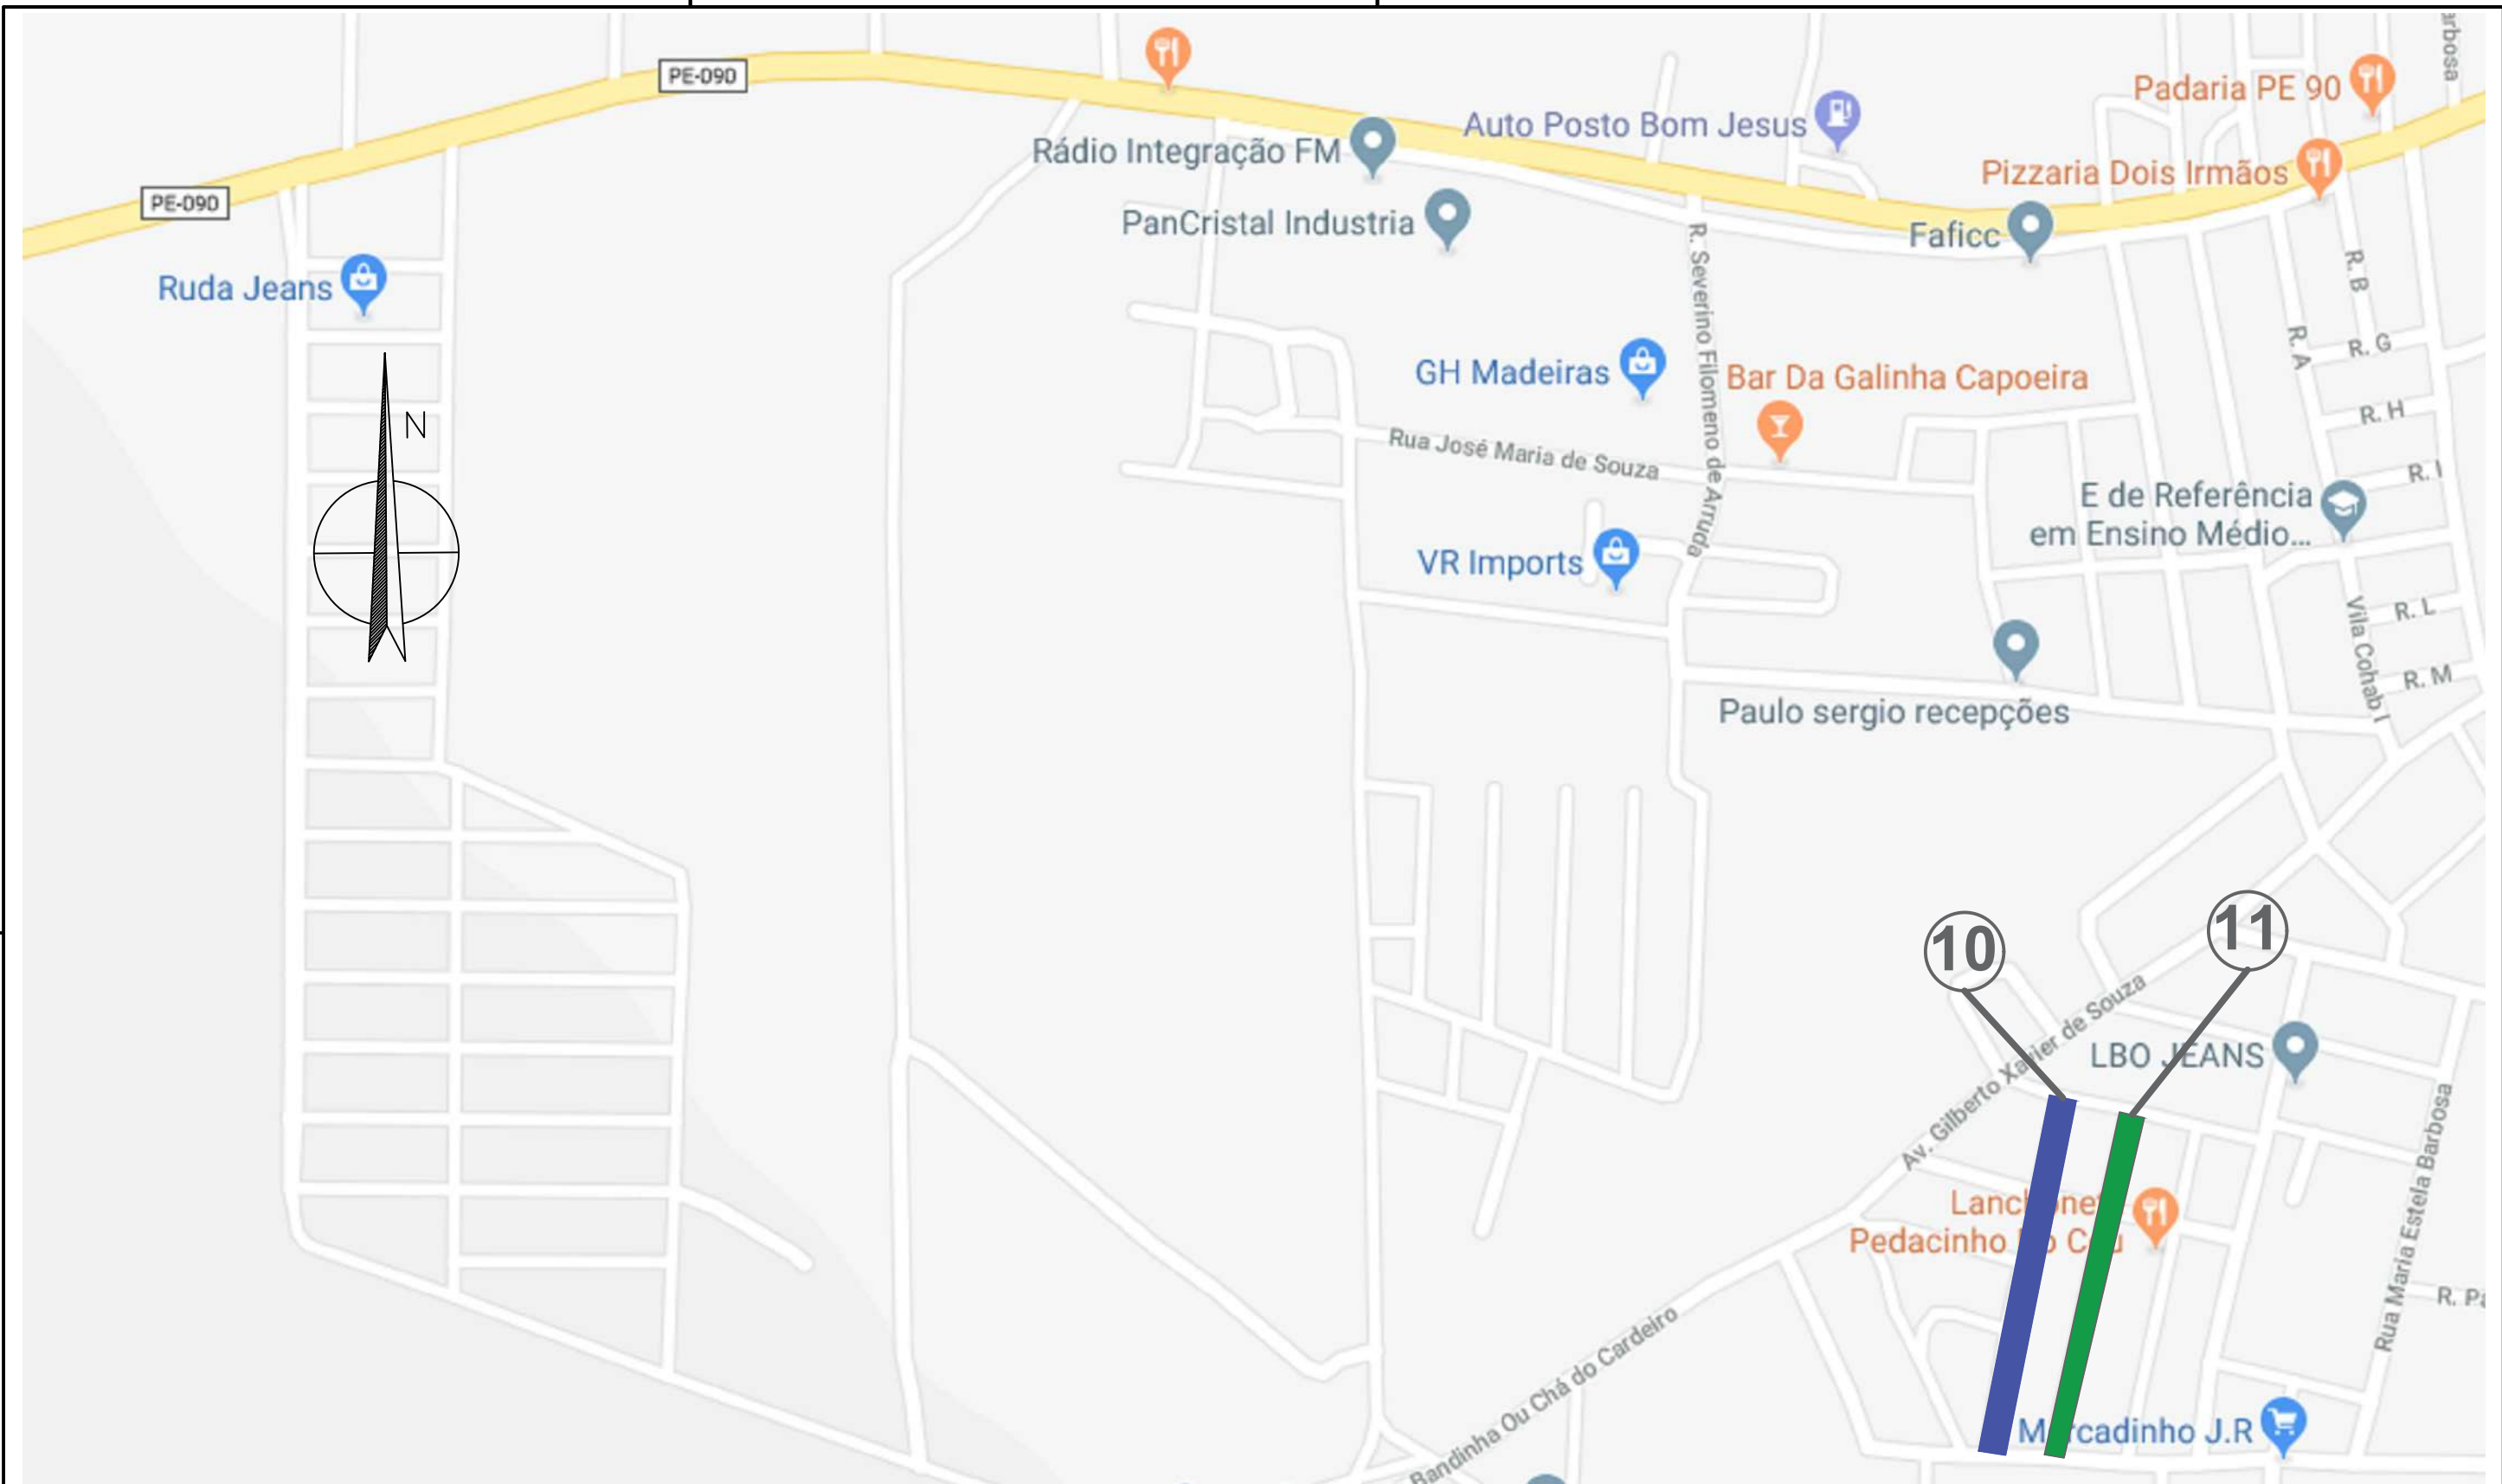 arbosa
PE-090
Padaria PE 90
Auto Posto Bom Jesus
Rádio Integração FM
Pizzaria Dois Irmãos
PE-090
PanCristal Industria
Faficc
R. Severino Filomeno de Arruda
R. B
Ruda Jeans
R. A
R. G
GH Madeiras
Bar Da Galinha Capoeira
N
R. H
Rua José Maria de Souza
R. I
E de Referência
em Ensino Médio...
VR Imports
Vila Cohab I
R. L
R. M
Paulo sergio recepções
10
11
Av. Gilberto Xavier de Souza
LBO JEANS
Rua Maria Estela Barbosa
Pedacinho
R. Pa
Bandinha Ou Chá do Cardeiro
J.R